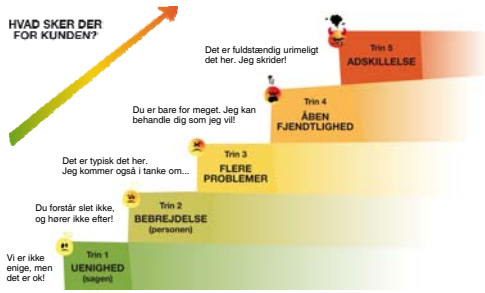 HVAD SKER DER
FOR KUNDEN?
Det er fuldstændig urimeligt
det her. Jeg skrider!
Trin 5
ADSKILLELSE
Du er bare for meget. Jeg kan
behandle dig som jeg vil!
Trin 4
ÅBEN
FJENDTLIGHED
Det er typisk det her.
Jeg kommer også i tanke om...
Trin 3
FLERE
PROBLEMER
Du forstår slet ikke,
og hører ikke efter!
Trin 2
BEBREJDELSE
(personen)
Vi er ikke
enige, men
det er ok!
Trin 1
UENIGHED
(sagen)